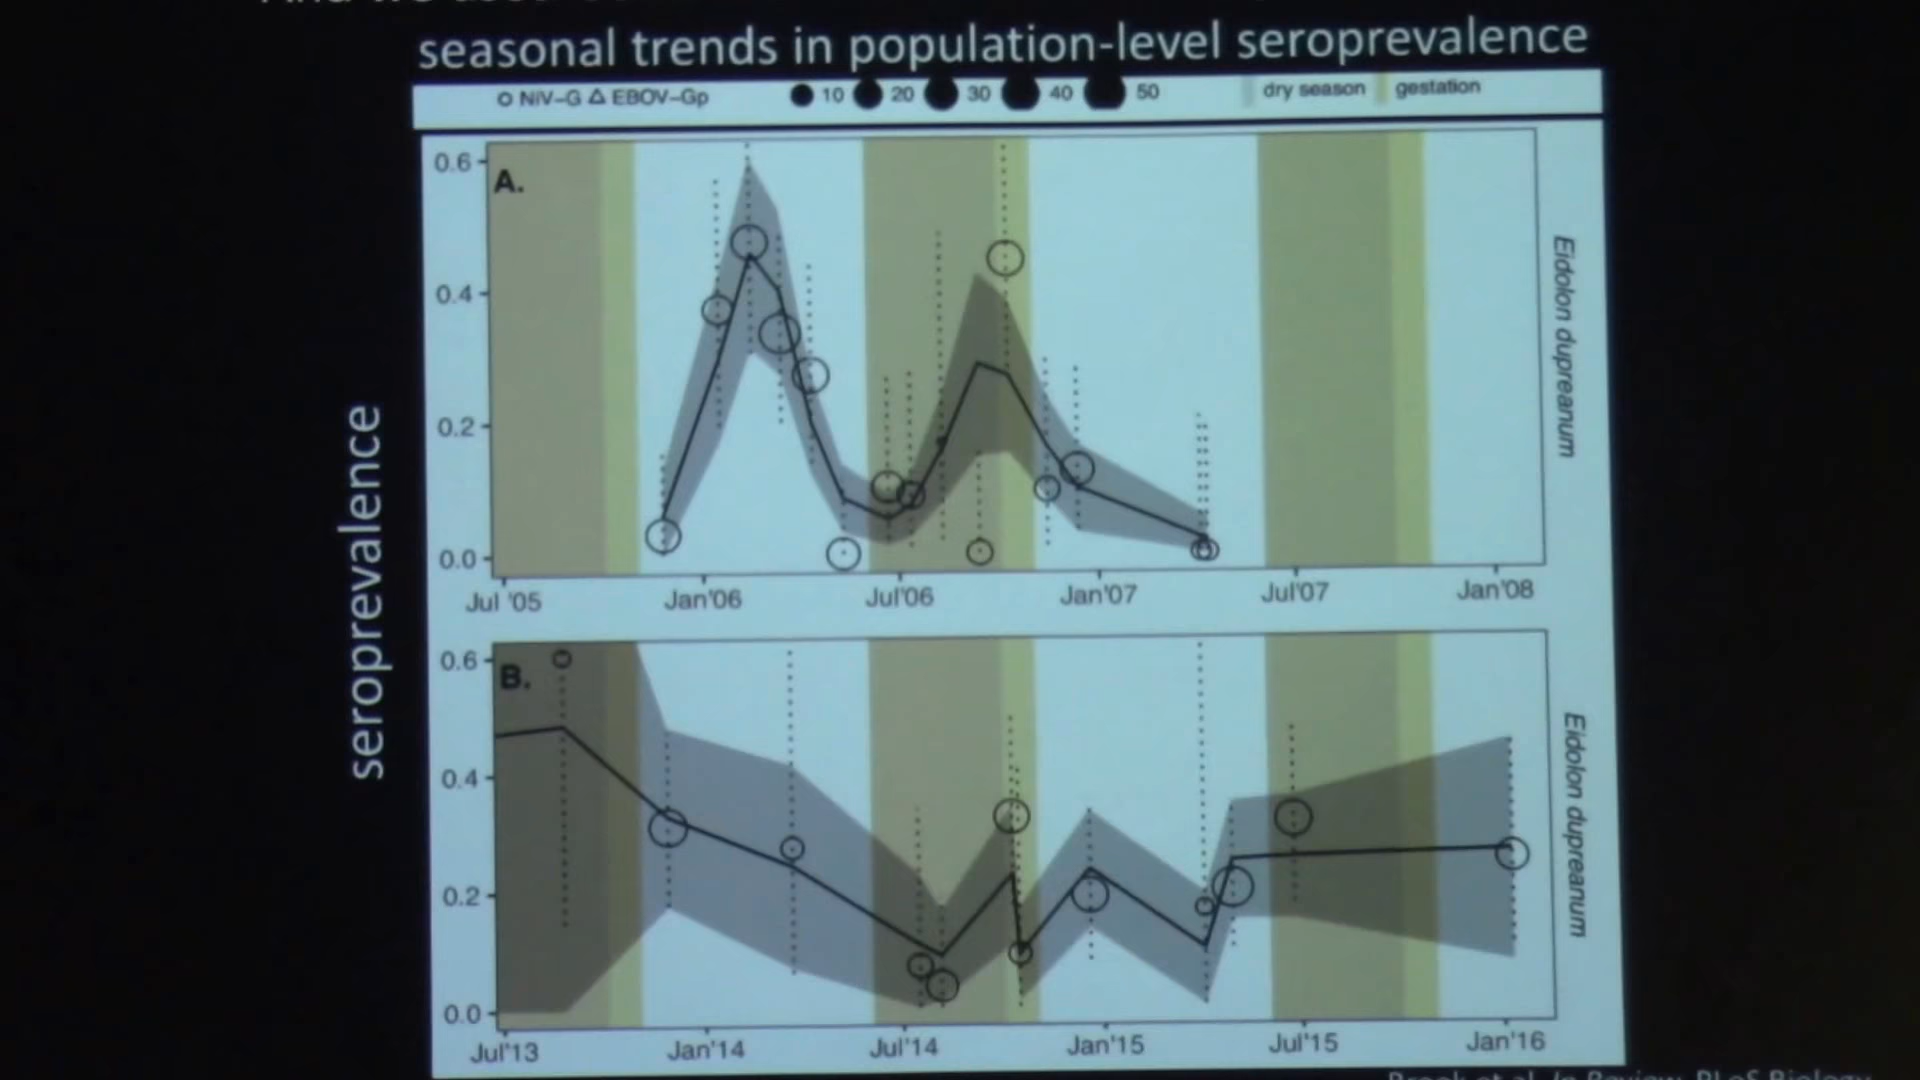 seasonal trends in population-level seroprevalence
NiV-G EBOV-Gp 10 20 30 40 50 dry season gestation
A.
0.6
0.4
0.2
0.0
Jul '05 Jan'06 Jul'06 Jan'07 Jul'07 Jan'08
Eidolon dupreanum
seroprevalence
B.
0.6
0.4
0.2
0.0
Jul'13 Jan'14 Jul'14 Jan'15 Jul'15 Jan'16
Eidolon dupreanum